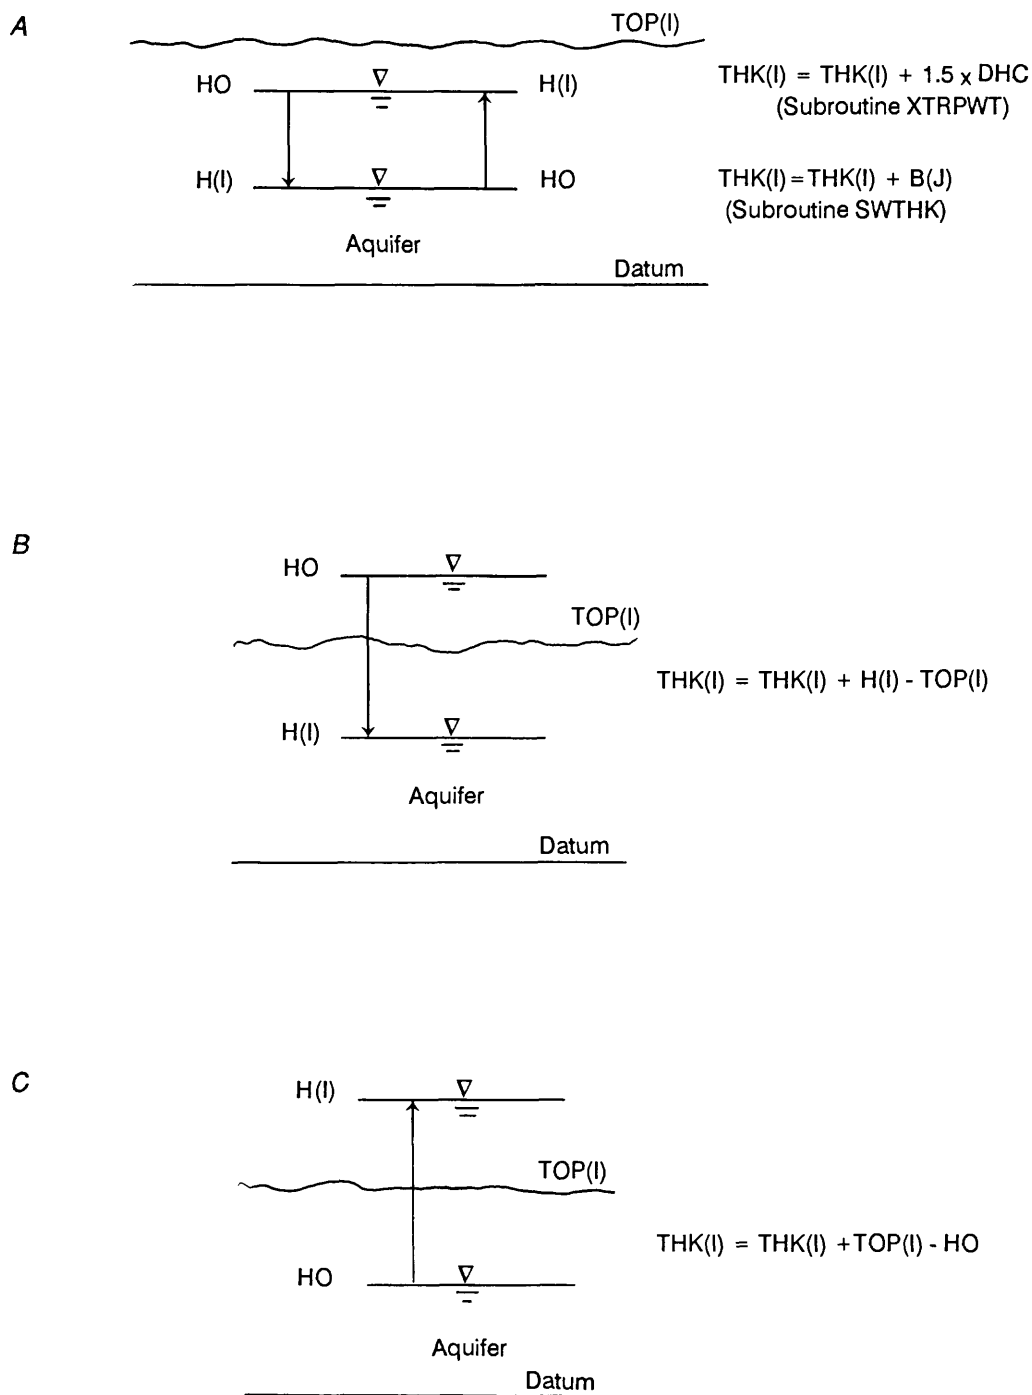 A
TOP(I)
HO
H(I)
THK(I) = THK(I) + 1.5 x DHC
(Subroutine XTRPWT)
H(I)
HO
THK(I) = THK(I) + B(J)
(Subroutine SWTHK)
Aquifer
Datum
B
HO
TOP(I)
THK(I) = THK(I) + H(I) - TOP(I)
H(I)
Aquifer
Datum
C
H(I)
TOP(I)
THK(I) = THK(I) +TOP(I) - HO
HO
Aquifer
Datum